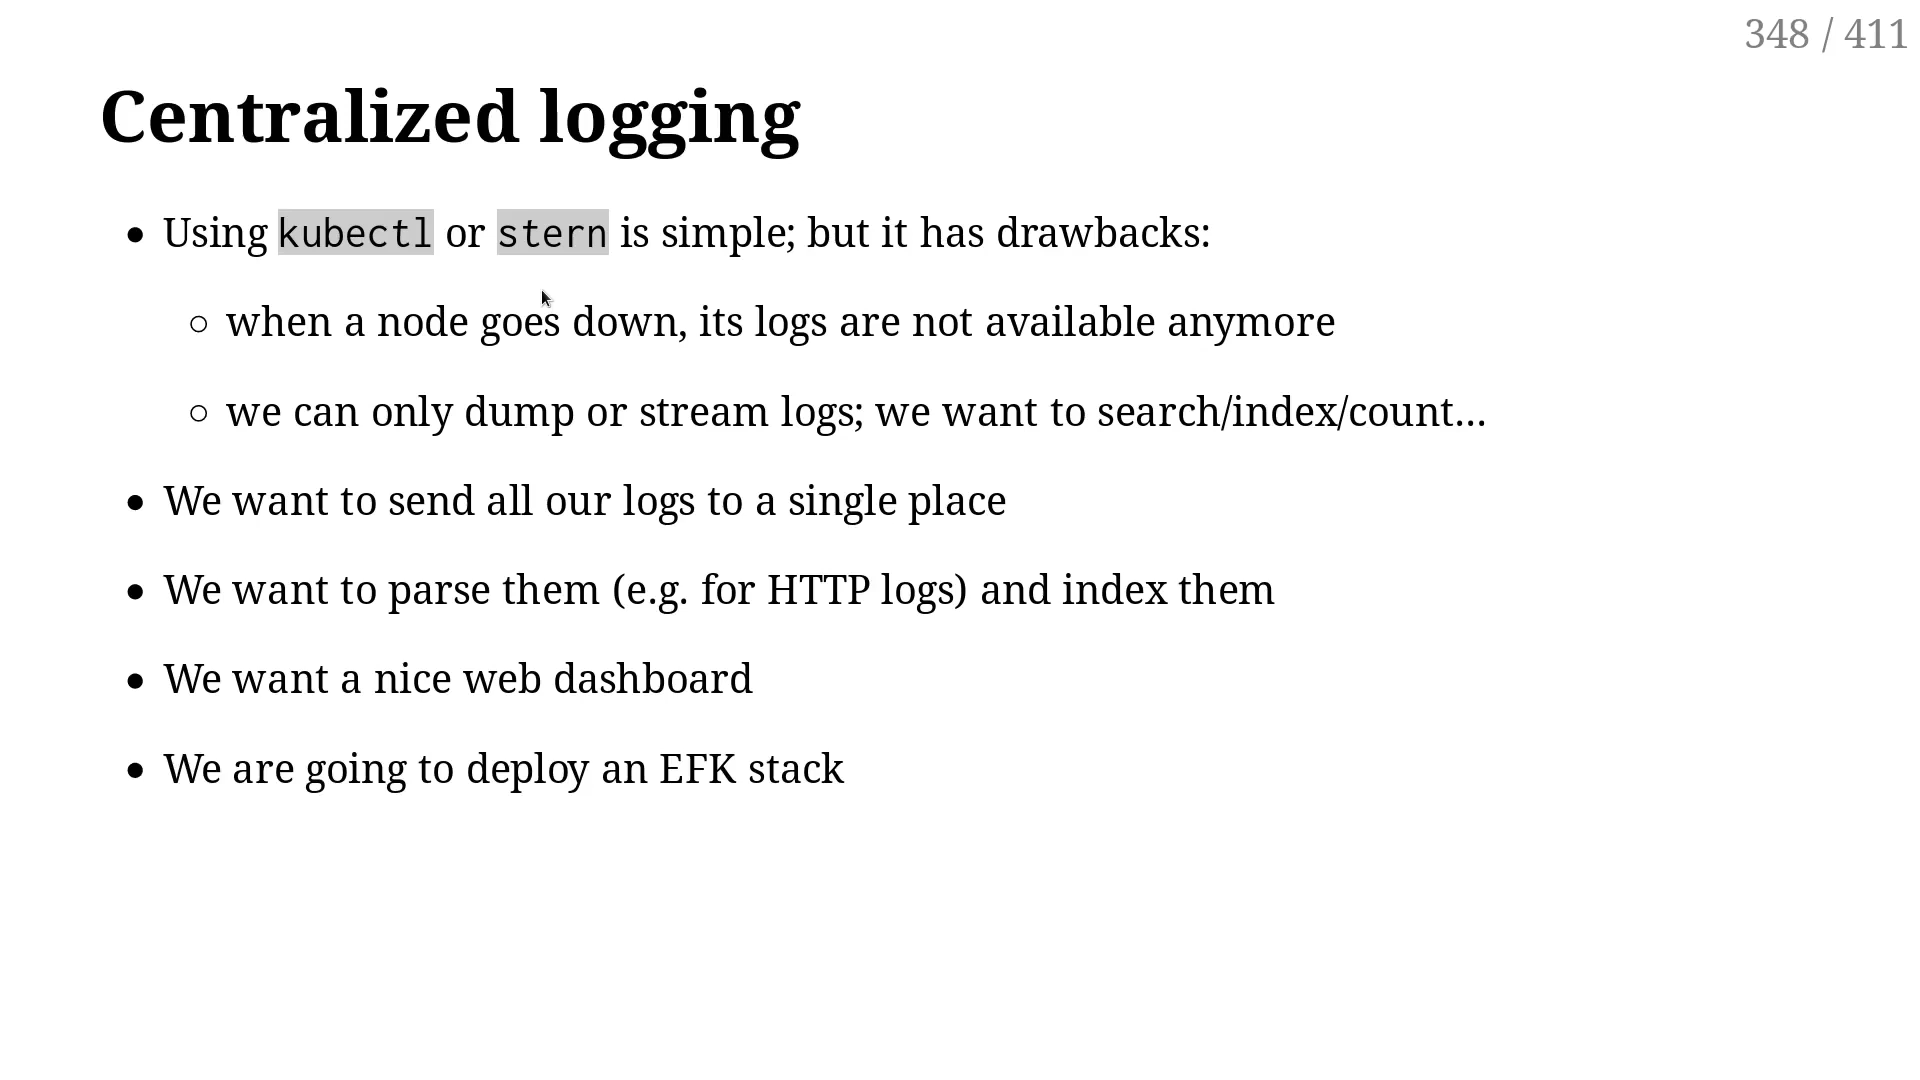 348 / 411
Centralized logging
Using kubectl or stern is simple; but it has drawbacks:
when a node goes down, its logs are not available anymore
we can only dump or stream logs; we want to search/index/count...
We want to send all our logs to a single place
We want to parse them (e.g. for HTTP logs) and index them
We want a nice web dashboard
We are going to deploy an EFK stack